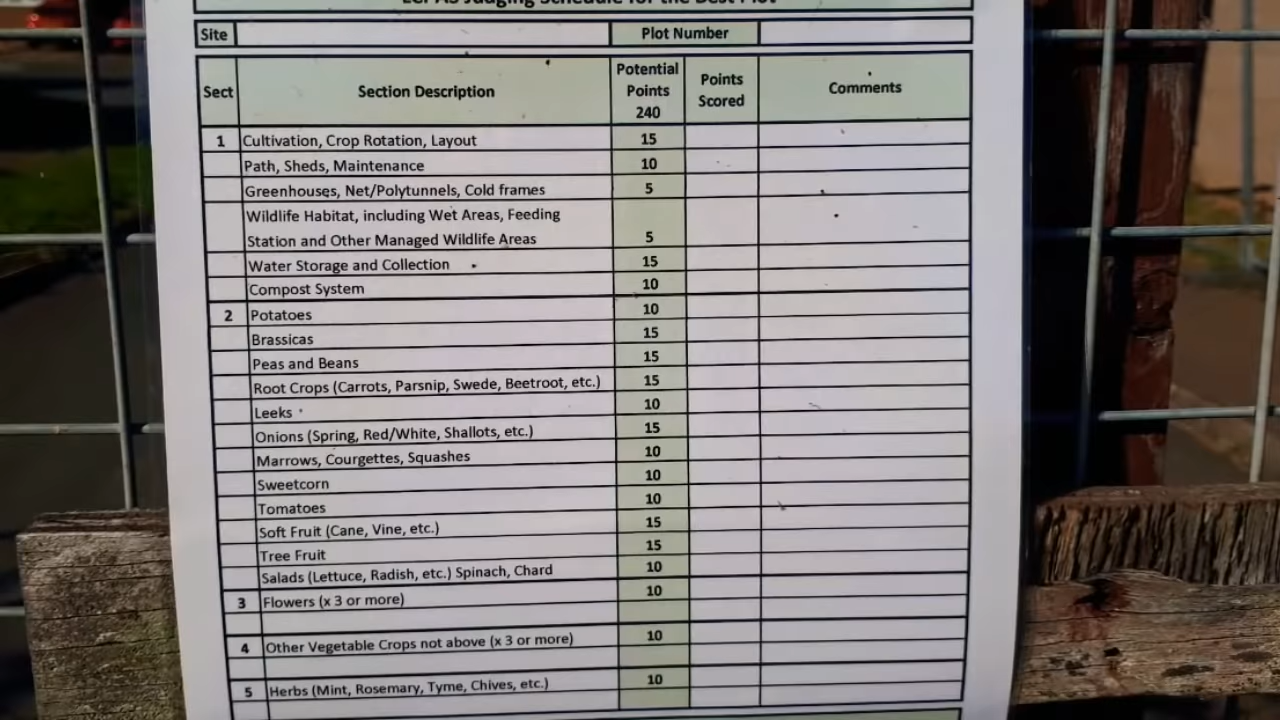 Judging Schedule for the Best Plot
Site Plot Number
Sect Section Description Potential Points 240 Points Scored Comments
1 Cultivation, Crop Rotation, Layout 15
Path, Sheds, Maintenance 10
Greenhouses, Net/Polytunnels, Cold frames 5
Wildlife Habitat, including Wet Areas, Feeding
Station and Other Managed Wildlife Areas 5
Water Storage and Collection 15
Compost System 10
2 Potatoes 10
Brassicas 15
Peas and Beans 15
Root Crops (Carrots, Parsnip, Swede, Beetroot, etc.) 15
Leeks 10
Onions (Spring, Red/White, Shallots, etc.) 15
Marrows, Courgettes, Squashes 10
Sweetcorn 10
Tomatoes 10
Soft Fruit (Cane, Vine, etc.) 15
Tree Fruit 15
Salads (Lettuce, Radish, etc.) Spinach, Chard 10
3 Flowers (x 3 or more) 10
4 Other Vegetable Crops not above (x 3 or more) 10
5 Herbs (Mint, Rosemary, Tyme, Chives, etc.) 10